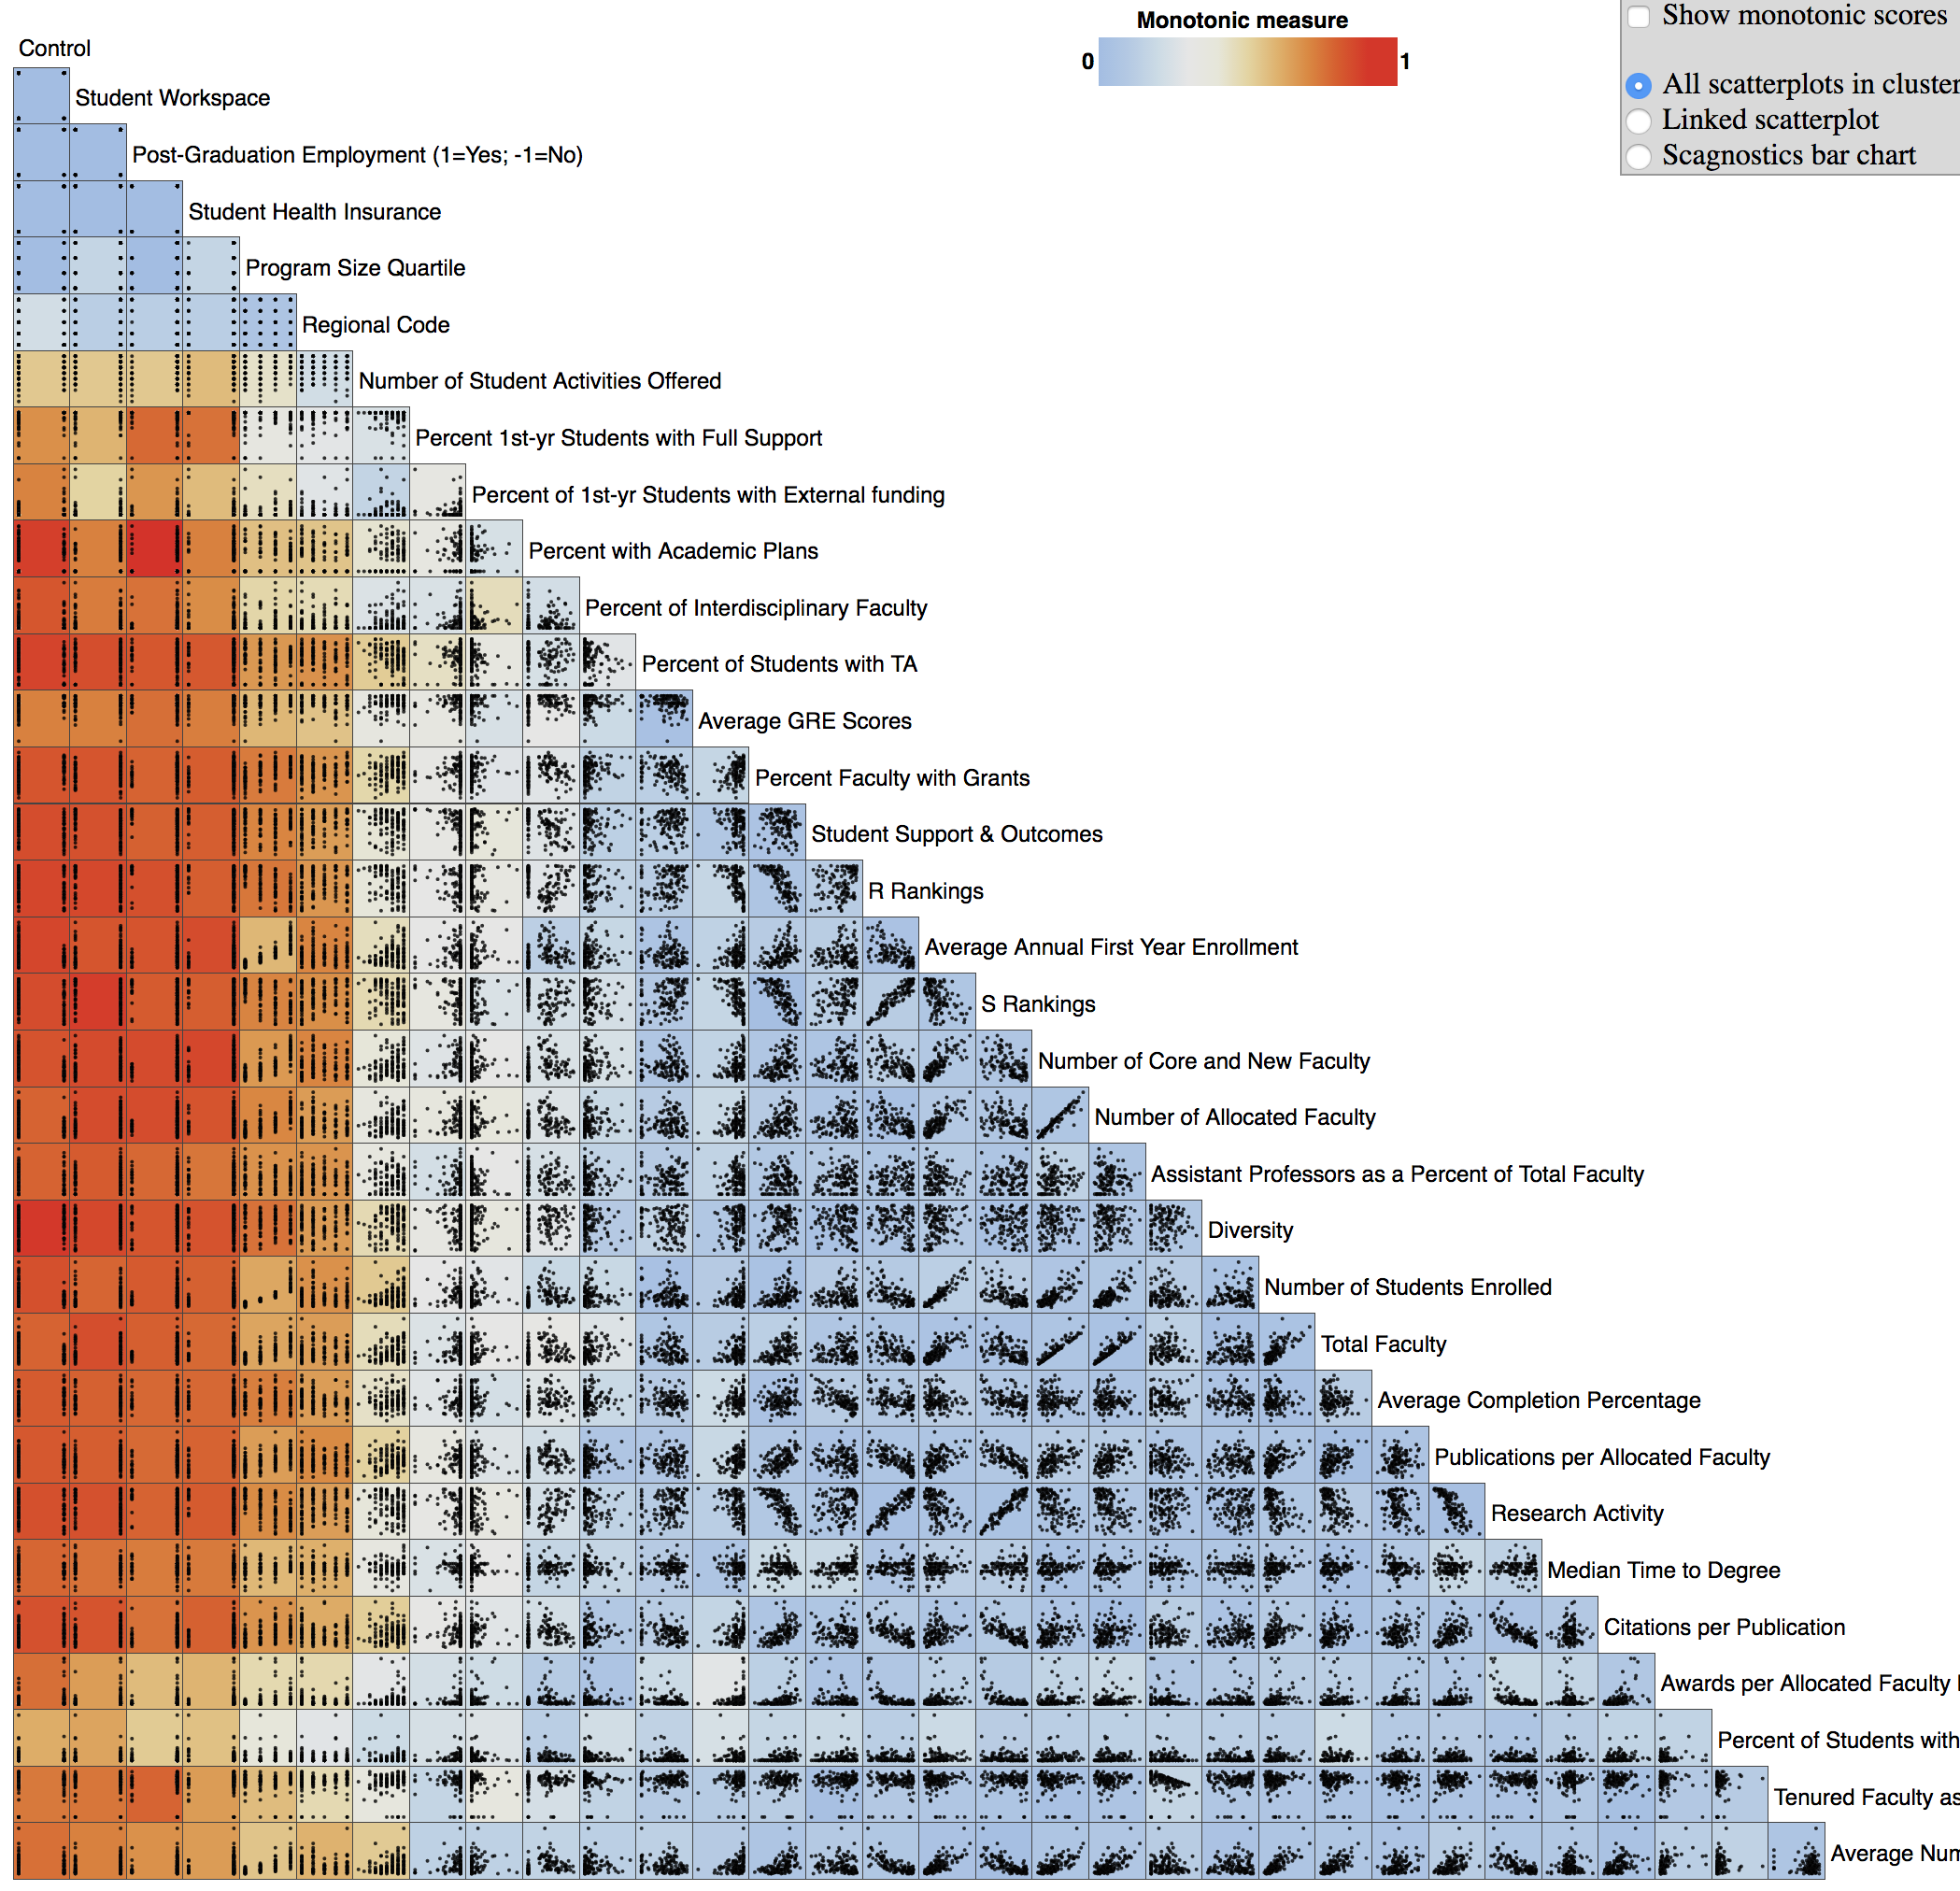 Monotonic measure
0
1
Show monotonic scores
All scatterplots in cluster
Linked scatterplot
Scagnostics bar chart
Control
Student Workspace
Post-Graduation Employment (1=Yes; -1=No)
Student Health Insurance
Program Size Quartile
Regional Code
Number of Student Activities Offered
Percent 1st-yr Students with Full Support
Percent of 1st-yr Students with External funding
Percent with Academic Plans
Percent of Interdisciplinary Faculty
Percent of Students with TA
Average GRE Scores
Percent Faculty with Grants
Student Support & Outcomes
R Rankings
Average Annual First Year Enrollment
S Rankings
Number of Core and New Faculty
Number of Allocated Faculty
Assistant Professors as a Percent of Total Faculty
Diversity
Number of Students Enrolled
Total Faculty
Average Completion Percentage
Publications per Allocated Faculty
Research Activity
Median Time to Degree
Citations per Publication
Awards per Allocated Faculty
Percent of Students with
Tenured Faculty as
Average